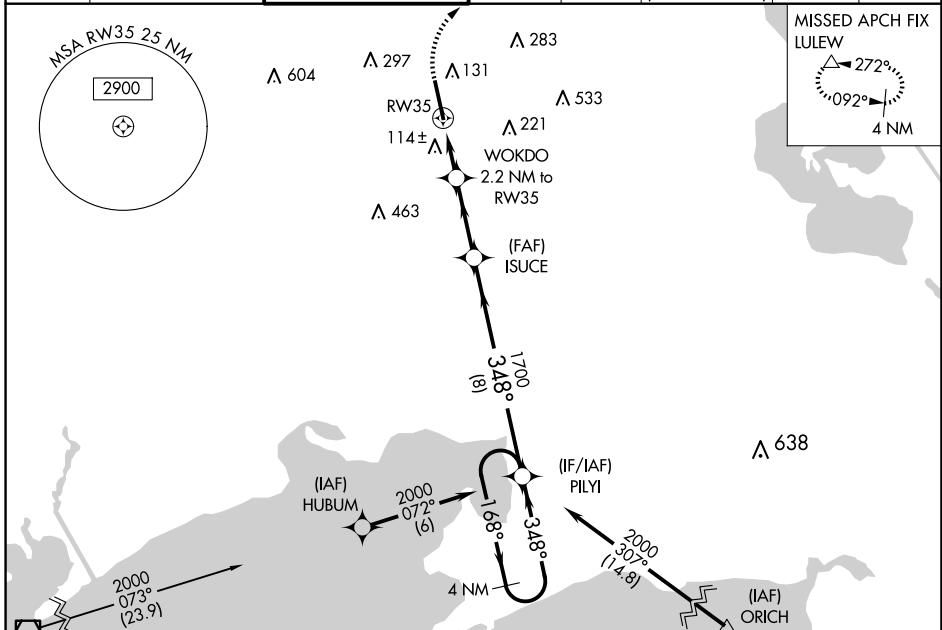 MSA RW35 25 NM
2900
604
297
283
131
533
RW35
114±
221
WOKDO
2.2 NM to
RW35
463
(FAF)
ISUCE
MISSED APCH FIX
LULEW
272°
092°
4 NM
1700
348°
(8)
638
(IF/IAF)
PILYI
(IAF)
HUBUM
2000
072°
(6)
168°
348°
4 NM
2000
307°
(14.8)
(IAF)
ORICH
2000
073°
(23.9)